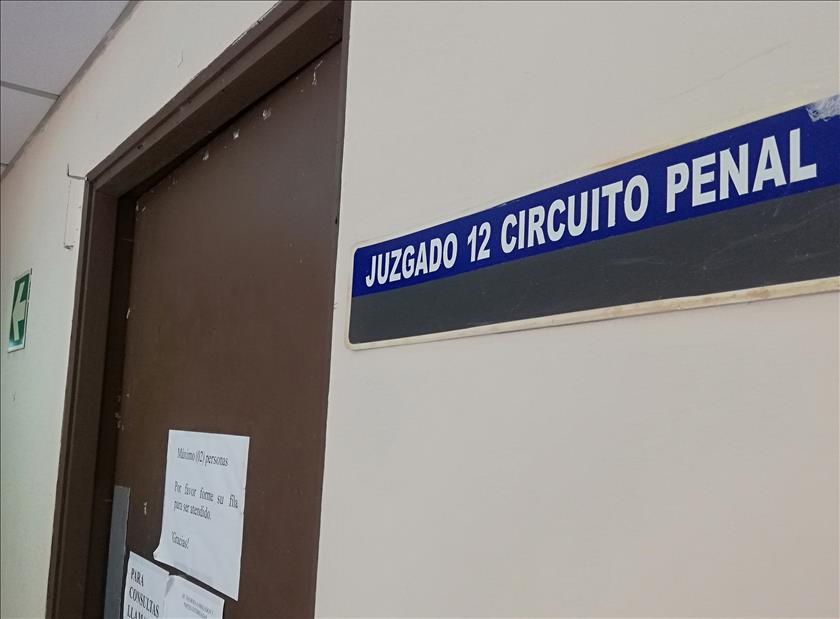 JUZGADO 12 CIRCUITO PENAL
Máximo (02) personas
Por favor forme su fila
para ser atendido.
!Gracias!
PARA
CONSULTAS